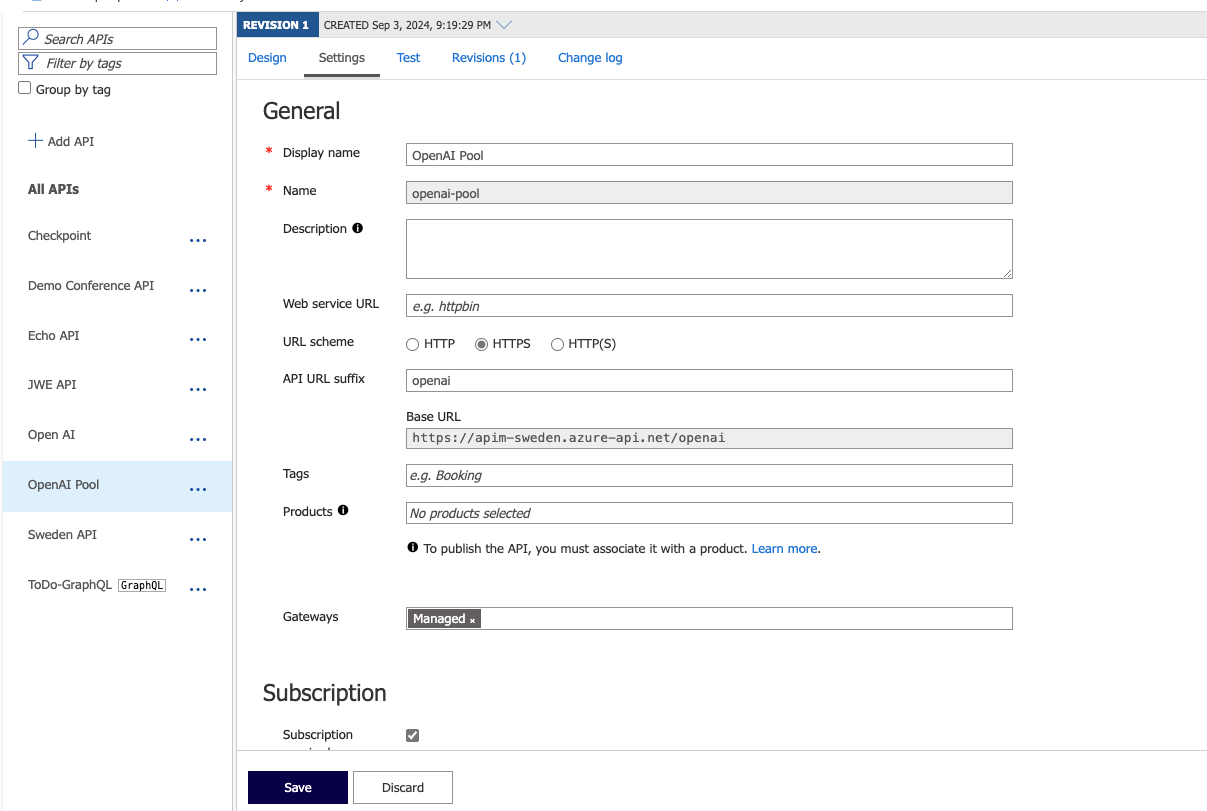 Search APIs
Filter by tags
Group by tag
Add API
All APIs
Checkpoint
Demo Conference API
Echo API
JWE API
Open AI
OpenAI Pool
Sweden API
ToDo-GraphQL GraphQL
REVISION 1 CREATED Sep 3, 2024, 9:19:29 PM
Design Settings Test Revisions (1) Change log
General
* Display name OpenAI Pool
* Name openai-pool
Description
Web service URL e.g. httpbin
URL scheme HTTP HTTPS HTTP(S)
API URL suffix openai
Base URL
https://apim-sweden.azure-api.net/openai
Tags e.g. Booking
Products No products selected
To publish the API, you must associate it with a product. Learn more.
Gateways Managed ×
Subscription
Subscription
Save Discard